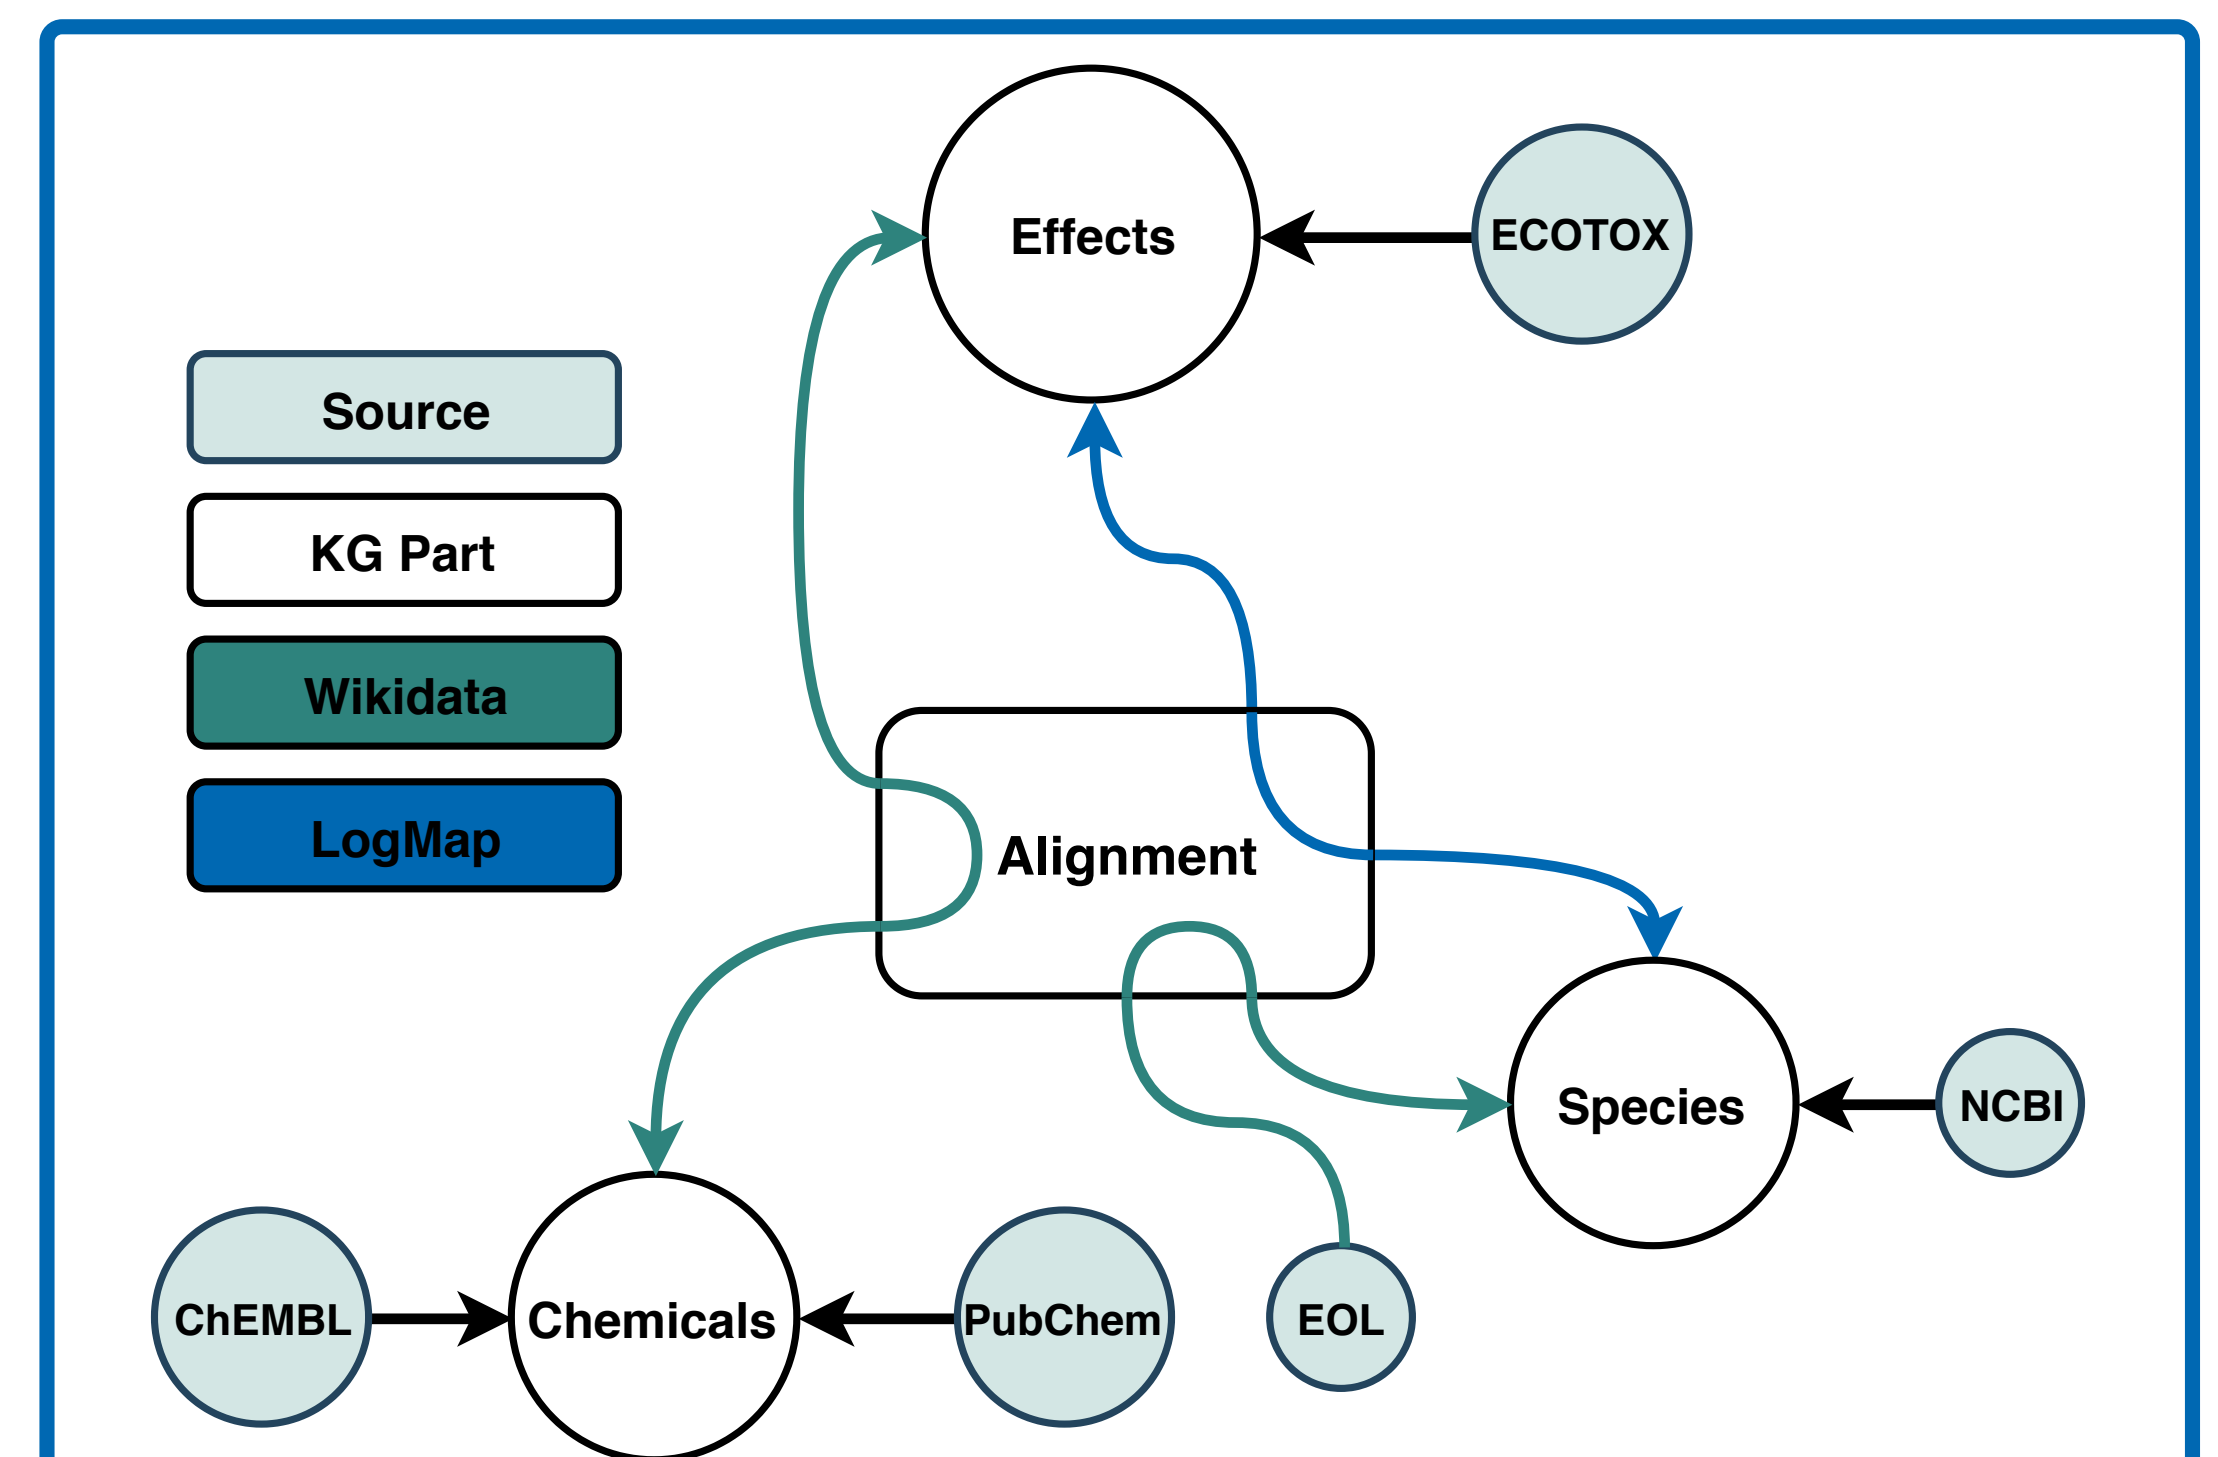 Effects
ECOTOX
Source
KG Part
Wikidata
LogMap
Alignment
Species
NCBI
ChEMBL
Chemicals
PubChem
EOL